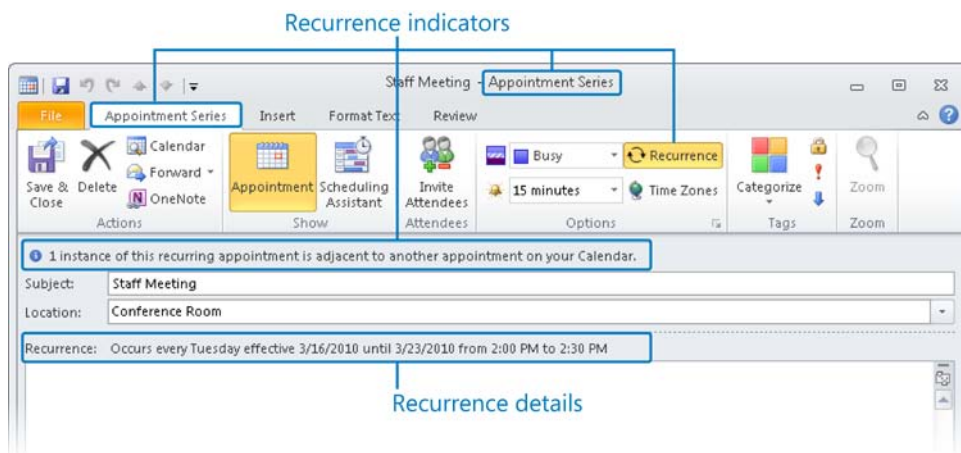 Recurrence indicators
Staff Meeting - Appointment Series
File Appointment Series Insert Format Text Review
Calendar
Forward
OneNote
Save & Close
Delete
Actions
Appointment
Scheduling Assistant
Show
Invite Attendees
Attendees
Busy
Recurrence
15 minutes
Time Zones
Options
Categorize
Tags
Zoom
Zoom
1 instance of this recurring appointment is adjacent to another appointment on your Calendar.
Subject: Staff Meeting
Location: Conference Room
Recurrence: Occurs every Tuesday effective 3/16/2010 until 3/23/2010 from 2:00 PM to 2:30 PM
Recurrence details